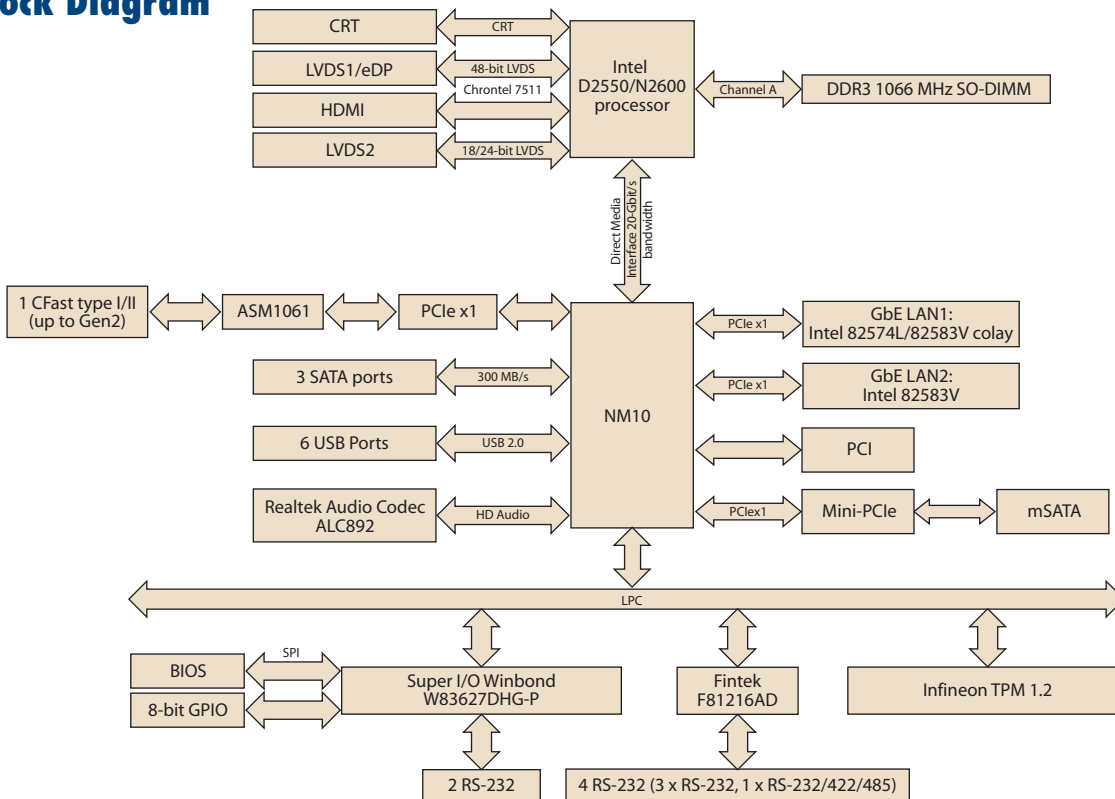 ock Diagram
CRT
CRT
LVDS1/eDP
48-bit LVDS
Chrontel 7511
HDMI
LVDS2
18/24-bit LVDS
Intel
D2550/N2600
processor
Channel A
DDR3 1066 MHz SO-DIMM
Direct Media
Interface 20-Gbit/s
bandwidth
1 CFast type I/II
(up to Gen2)
ASM1061
PCIe x1
3 SATA ports
300 MB/s
6 USB Ports
USB 2.0
Realtek Audio Codec
ALC892
HD Audio
NM10
PCIe x1
GbE LAN1:
Intel 82574L/82583V colay
PCIe x1
GbE LAN2:
Intel 82583V
PCI
PCIex1
Mini-PCIe
mSATA
LPC
BIOS
SPI
8-bit GPIO
Super I/O Winbond
W83627DHG-P
Fintek
F81216AD
Infineon TPM 1.2
2 RS-232
4 RS-232 (3 x RS-232, 1 x RS-232/422/485)